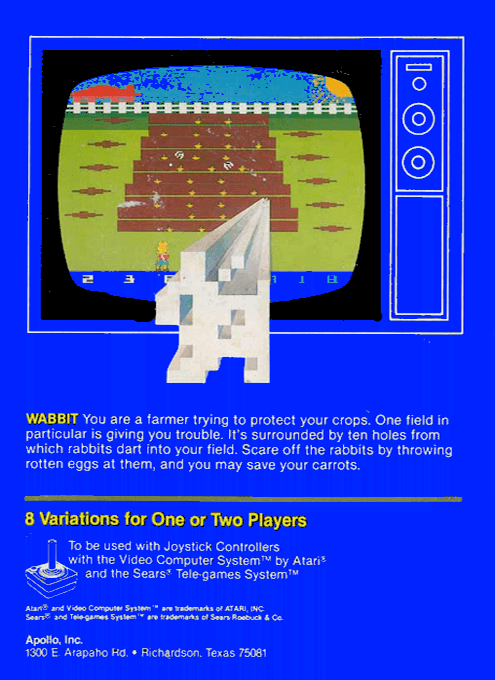 2 3
1 8
WABBIT You are a farmer trying to protect your crops. One field in
particular is giving you trouble. It's surrounded by ten holes from
which rabbits dart into your field. Scare off the rabbits by throwing
rotten eggs at them, and you may save your carrots.
8 Variations for One or Two Players
To be used with Joystick Controllers
with the Video Computer System™ by Atari®
and the Sears® Tele-games System™
Atari® and Video Computer System™ are trademarks of ATARI, INC.
Sears® and Tele-games System™ are trademarks of Sears Roebuck & Co.
Apollo, Inc.
1300 E. Arapaho Rd. • Richardson, Texas 75081